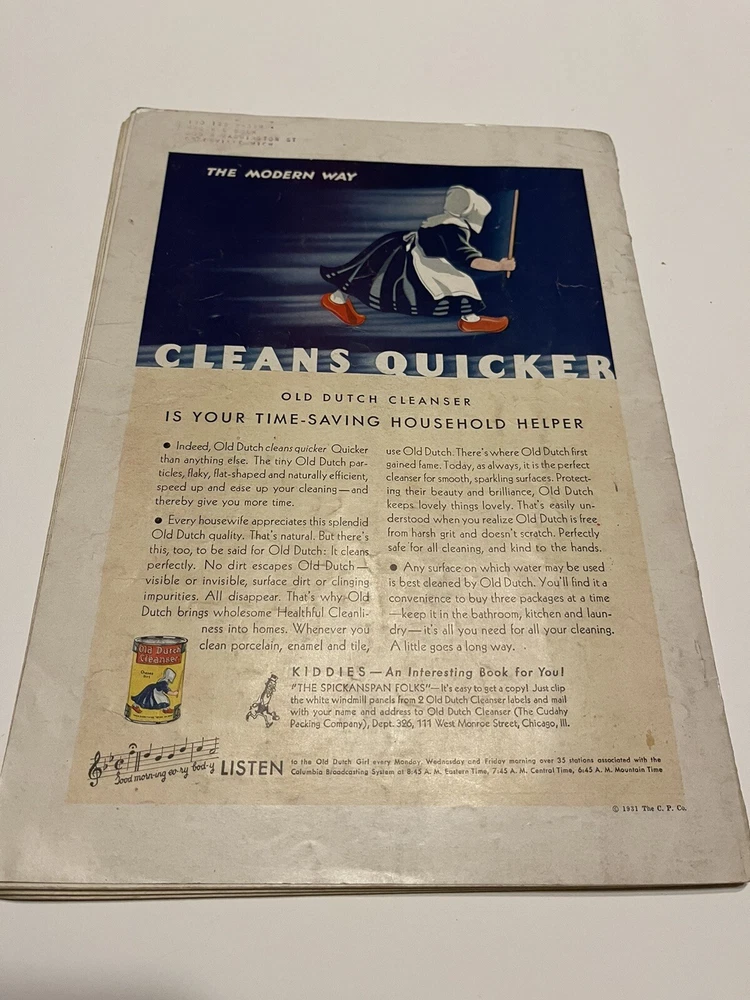 THE MODERN WAY
CLEANS QUICKER
OLD DUTCH CLEANSER
IS YOUR TIME-SAVING HOUSEHOLD HELPER
● Indeed, Old Dutch cleans quicker Quicker
than anything else. The tiny Old Dutch par-
ticles, flaky, flat-shaped and naturally efficient,
speed up and ease up your cleaning—and
thereby give you more time.
● Every housewife appreciates this splendid
Old Dutch quality. That's natural. But there's
this, too, to be said for Old Dutch: It cleans
perfectly. No dirt escapes Old Dutch—
visible or invisible, surface dirt or clinging
impurities. All disappear. That's why Old
Dutch brings wholesome Healthful Cleanli-
ness into homes. Whenever you
clean porcelain, enamel and tile,
use Old Dutch. There's where Old Dutch first
gained fame. Today, as always, it is the perfect
cleanser for smooth, sparkling surfaces. Protect-
ing their beauty and brilliance, Old Dutch
keeps lovely things lovely. That's easily un-
derstood when you realize Old Dutch is free
from harsh grit and doesn't scratch. Perfectly
safe for all cleaning, and kind to the hands.
● Any surface on which water may be used
is best cleaned by Old Dutch. You'll find it a
convenience to buy three packages at a time
—keep it in the bathroom, kitchen and laun-
dry—it's all you need for all your cleaning.
A little goes a long way.
Old Dutch
Cleanser
KIDDIES—An Interesting Book for You!
"THE SPICKANSPAN FOLKS"—It's easy to get a copy! Just clip
the white windmill panels from 2 Old Dutch Cleanser labels and mail
with your name and address to Old Dutch Cleanser (The Cudahy
Packing Company), Dept. 326, 111 West Monroe Street, Chicago, Ill.
Good morn-ing ev-ry bod-y
LISTEN to the Old Dutch Girl every Monday, Wednesday and Friday morning over 35 stations associated with the
Columbia Broadcasting System at 8:45 A. M. Eastern Time, 7:45 A. M. Central Time, 6:45 A. M. Mountain Time
© 1931 The C. P. Co.